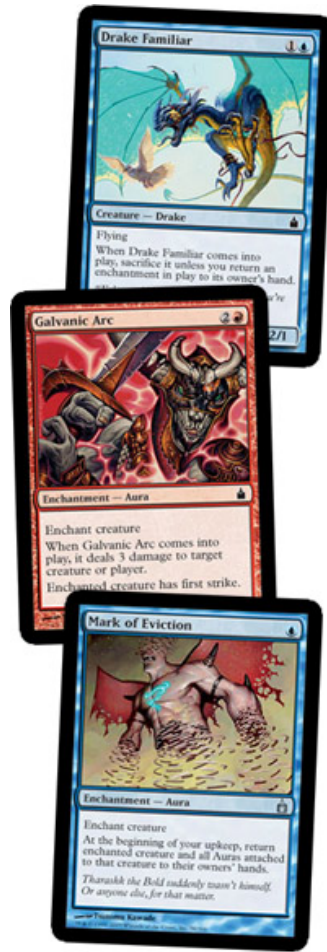 Drake Familiar 1
Creature — Drake
Flying
When Drake Familiar comes into
play, sacrifice it unless you return an
enchantment in play to its owner's hand.
2/1
Galvanic Arc 2
Enchantment — Aura
Enchant creature
When Galvanic Arc comes into
play, it deals 3 damage to target
creature or player.
Enchanted creature has first strike.
Mark of Eviction
Enchantment — Aura
Enchant creature
At the beginning of your upkeep, return
enchanted creature and all Auras attached
to that creature to their owners' hands.
Tharashk the Bold suddenly wasn't himself.
Or anyone else, for that matter.
Tsutomu Kawade